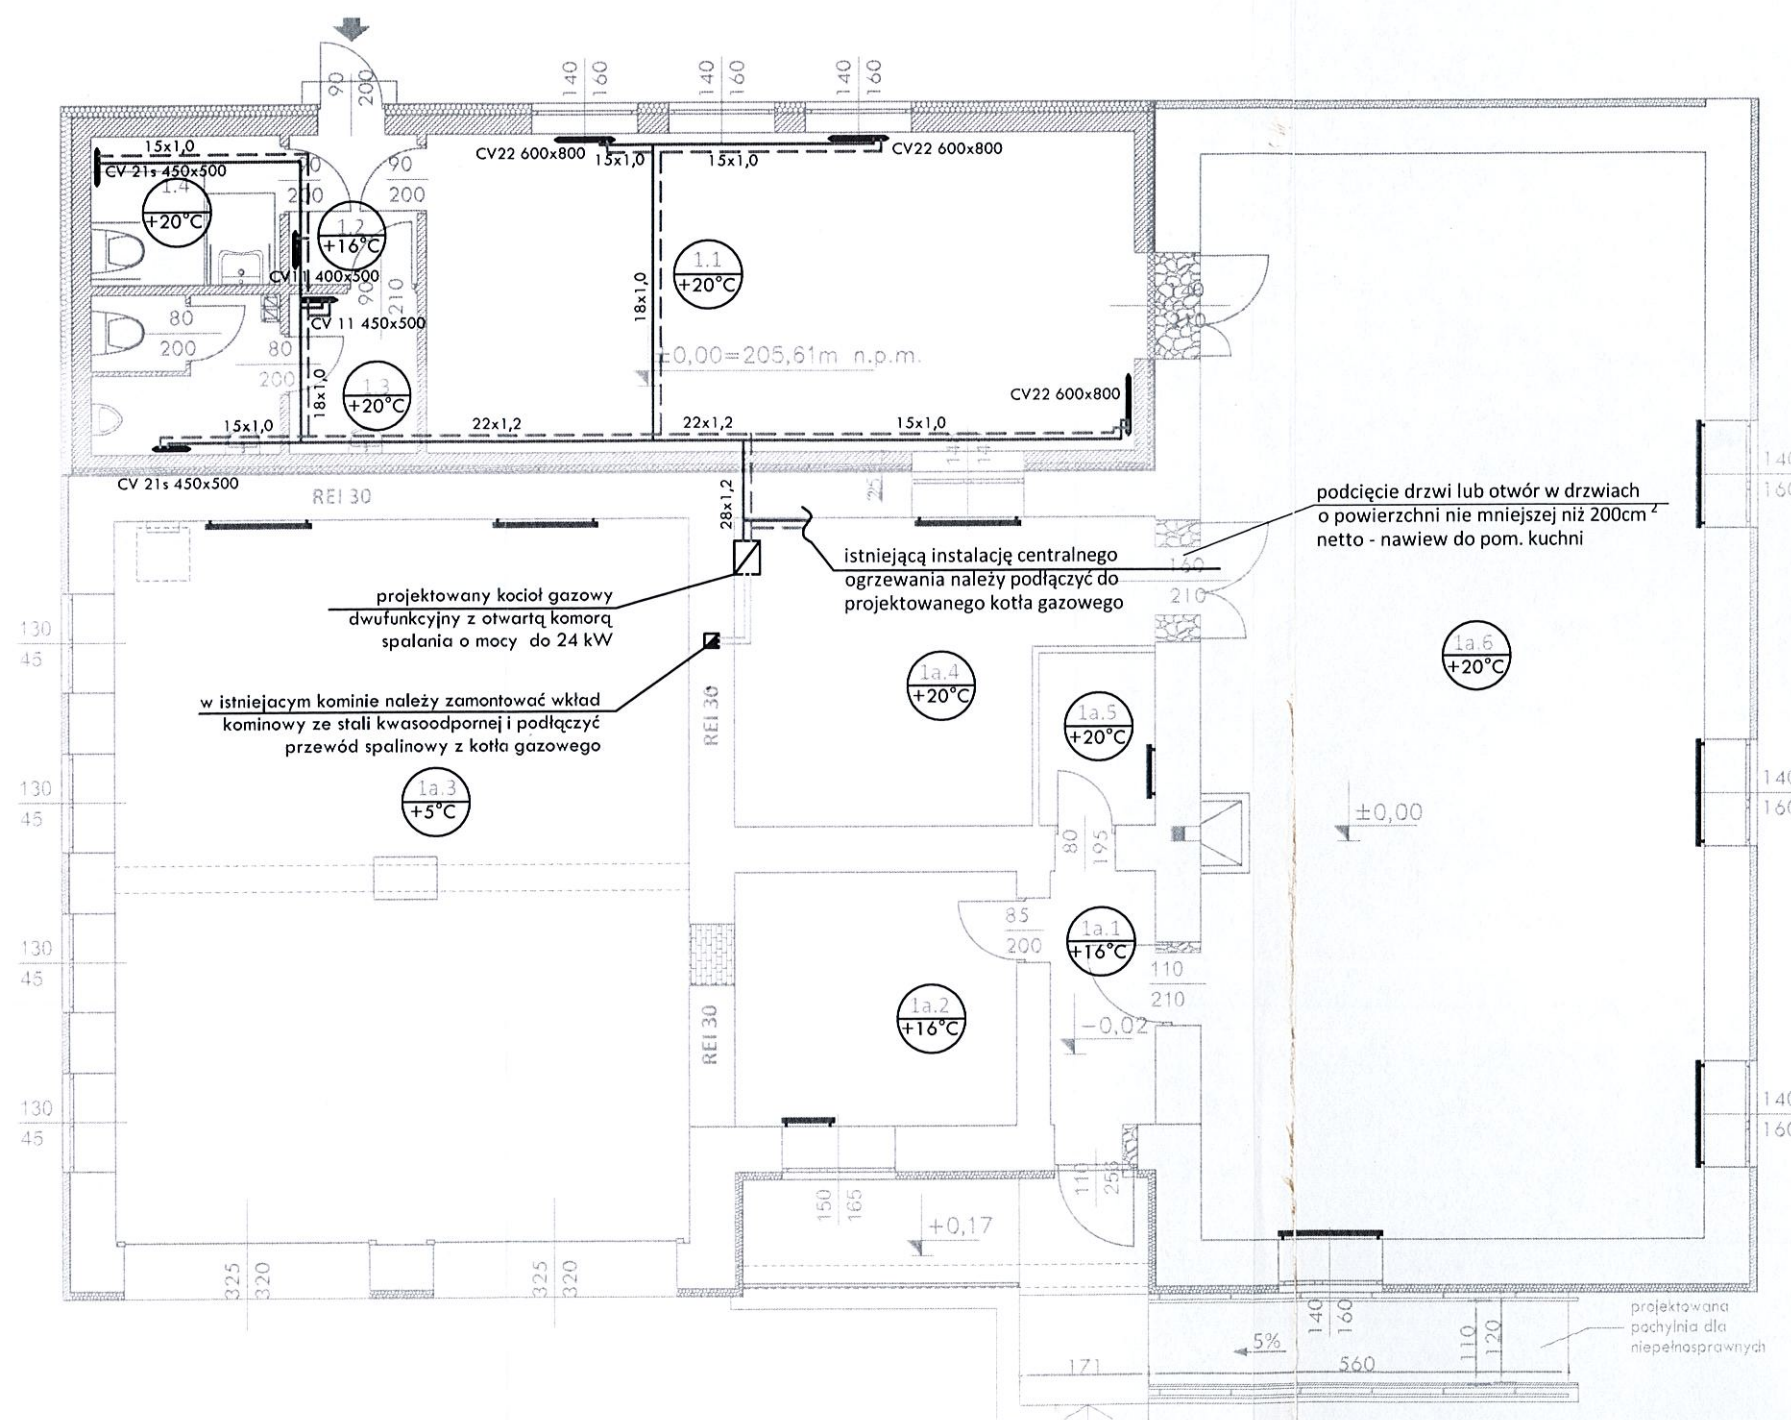 90
200
140
160
140
160
140
160
15x1,0
CV 21s 450x500
1.4
+20°C
90
200
90
200
1.2
+16°C
CV11 400x500
90
210
CV 11 450x500
80
200
80
200
1.3
+20°C
18x1,0
15x1,0
CV 21s 450x500
CV22 600x800
15x1,0
15x1,0
CV22 600x800
18x1,0
1.1
+20°C
±0,00=205,61m n.p.m.
CV22 600x800
22x1,2
22x1,2
15x1,0
REI 30
28x1,2
25
podcięcie drzwi lub otwór w drzwiach
o powierzchni nie mniejszej niż 200cm²
netto - nawiew do pom. kuchni
istniejącą instalację centralnego
ogrzewania należy podłączyć do
projektowanego kotła gazowego
160
210
projektowany kocioł gazowy
dwufunkcyjny z otwartą komorą
spalania o mocy do 24 kW
w istniejacym kominie należy zamontować wkład
kominowy ze stali kwasoodpornej i podłączyć
przewód spalinowy z kotła gazowego
REI 30
1a.3
+5°C
1a.4
+20°C
1a.5
+20°C
1a.6
+20°C
±0,00
80
195
85
200
1a.1
+16°C
110
210
-0,02
1a.2
+16°C
REI 30
130
45
130
45
130
45
130
45
140
160
140
160
140
160
150
165
110
+0,17
325
320
325
320
140
160
5%
110
120
560
171
projektowana
pochylnia dla
niepełnosprawnych